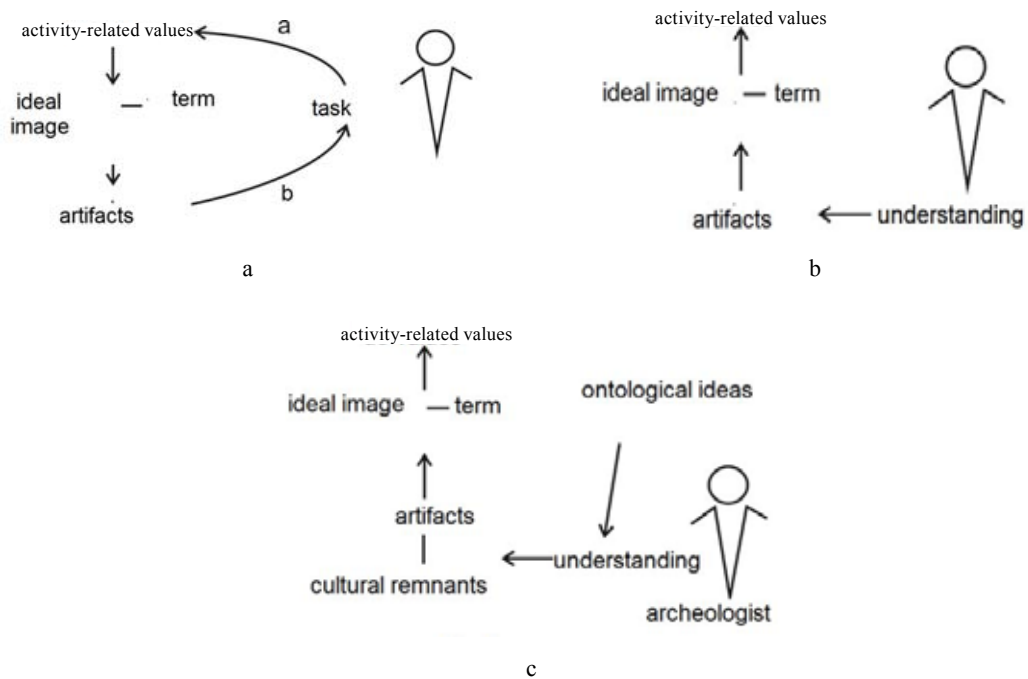 activity-related values
a
ideal
image
term
task
b
artifacts
a
activity-related values
ideal image
term
artifacts
understanding
b
activity-related values
ideal image
term
ontological ideas
artifacts
understanding
cultural remnants
archeologist
c